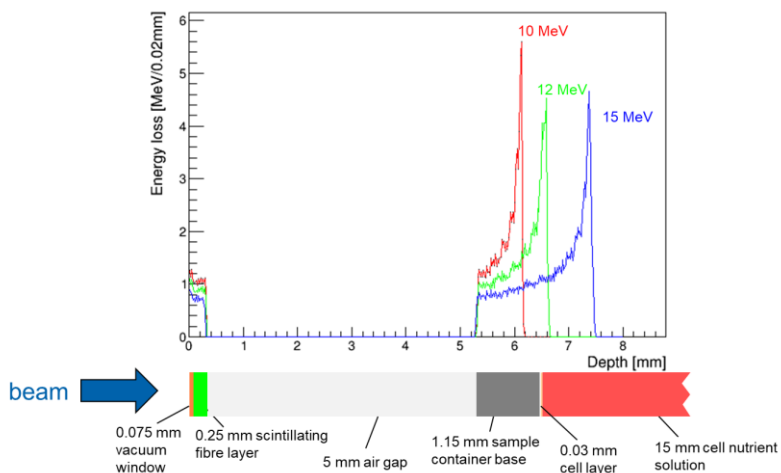 Energy loss [MeV/0.02mm]
6
5
4
3
2
1
0
10 MeV
12 MeV
15 MeV
0 1 2 3 4 5 6 7 8
Depth [mm]
beam
0.075 mm
vacuum
window
0.25 mm scintillating
fibre layer
5 mm air gap
1.15 mm sample
container base
0.03 mm
cell layer
15 mm cell nutrient
solution